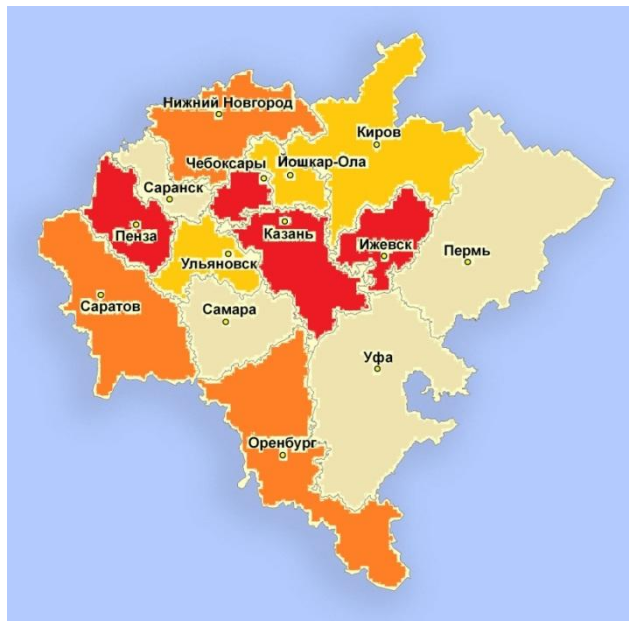 Нижний Новгород
Киров
Чебоксары
Йошкар-Ола
Саранск
Пенза
Казань
Ижевск
Пермь
Ульяновск
Саратов
Самара
Уфа
Оренбург